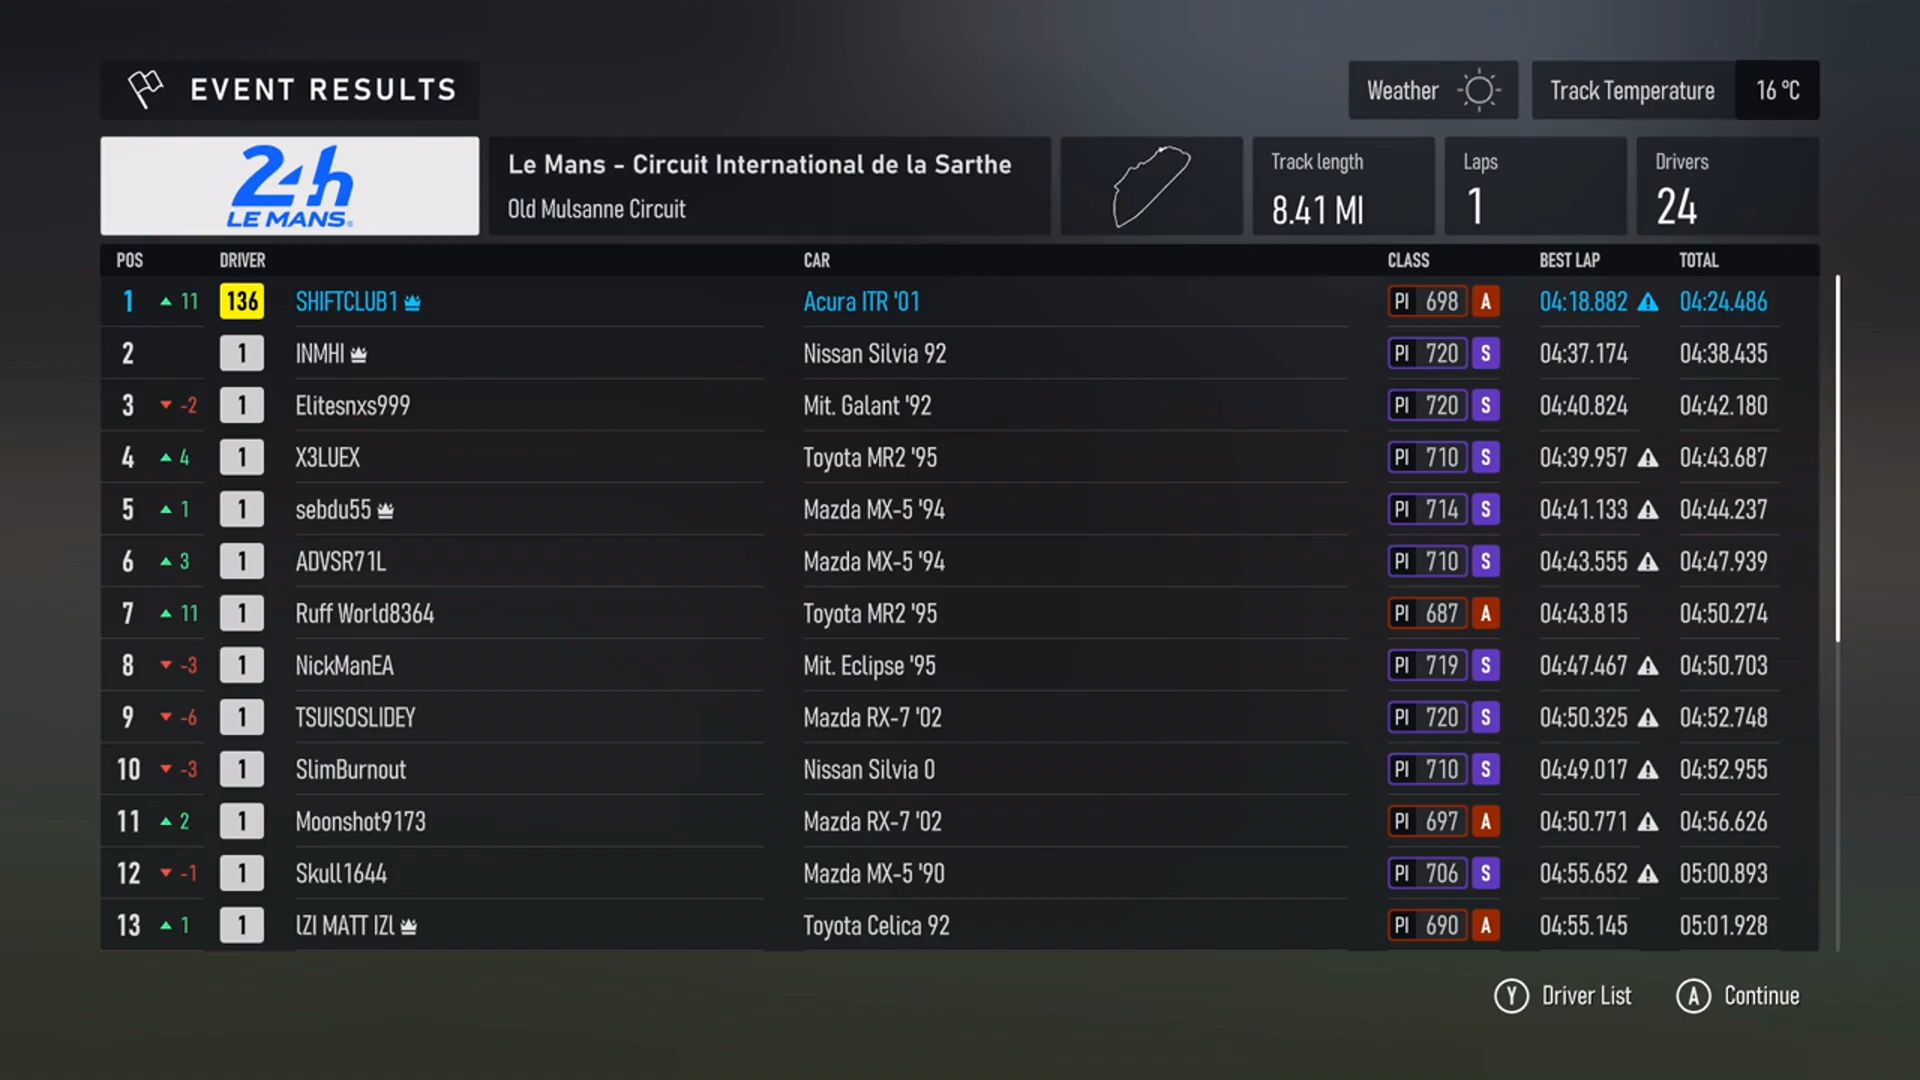 EVENT RESULTS
Weather
Track Temperature 16 °C
24h
LE MANS
Le Mans - Circuit International de la Sarthe
Old Mulsanne Circuit
Track length
8.41 MI
Laps
1
Drivers
24
POS DRIVER CAR CLASS BEST LAP TOTAL
1 11 136 SHIFTCLUB1 Acura ITR '01 PI 698 A 04:18.882 04:24.486
2 1 INMHI Nissan Silvia 92 PI 720 S 04:37.174 04:38.435
3 -2 1 Elitesnxs999 Mit. Galant '92 PI 720 S 04:40.824 04:42.180
4 4 1 X3LUEX Toyota MR2 '95 PI 710 S 04:39.957 04:43.687
5 1 1 sebdu55 Mazda MX-5 '94 PI 714 S 04:41.133 04:44.237
6 3 1 ADVSR71L Mazda MX-5 '94 PI 710 S 04:43.555 04:47.939
7 11 1 Ruff World8364 Toyota MR2 '95 PI 687 A 04:43.815 04:50.274
8 -3 1 NickManEA Mit. Eclipse '95 PI 719 S 04:47.467 04:50.703
9 -6 1 TSUISOSLIDEY Mazda RX-7 '02 PI 720 S 04:50.325 04:52.748
10 -3 1 SlimBurnout Nissan Silvia 0 PI 710 S 04:49.017 04:52.955
11 2 1 Moonshot9173 Mazda RX-7 '02 PI 697 A 04:50.771 04:56.626
12 -1 1 Skull1644 Mazda MX-5 '90 PI 706 S 04:55.652 05:00.893
13 1 1 lZI MATT IZl Toyota Celica 92 PI 690 A 04:55.145 05:01.928
Y Driver List A Continue